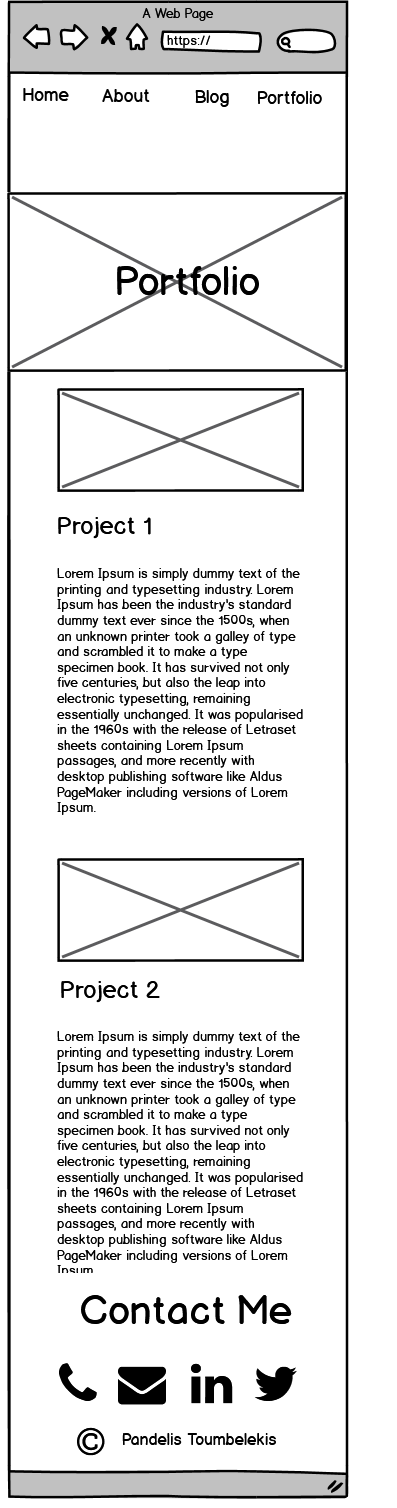 A Web Page
https://
Home About Blog Portfolio
Portfolio
Project 1
Lorem Ipsum is simply dummy text of the
printing and typesetting industry. Lorem
Ipsum has been the industry's standard
dummy text ever since the 1500s, when
an unknown printer took a galley of type
and scrambled it to make a type
specimen book. It has survived not only
five centuries, but also the leap into
electronic typesetting, remaining
essentially unchanged. It was popularised
in the 1960s with the release of Letraset
sheets containing Lorem Ipsum
passages, and more recently with
desktop publishing software like Aldus
PageMaker including versions of Lorem
Ipsum.
Project 2
Lorem Ipsum is simply dummy text of the
printing and typesetting industry. Lorem
Ipsum has been the industry's standard
dummy text ever since the 1500s, when
an unknown printer took a galley of type
and scrambled it to make a type
specimen book. It has survived not only
five centuries, but also the leap into
electronic typesetting, remaining
essentially unchanged. It was popularised
in the 1960s with the release of Letraset
sheets containing Lorem Ipsum
passages, and more recently with
desktop publishing software like Aldus
PageMaker including versions of Lorem
Ipsum
Contact Me
in
© Pandelis Toumbelekis